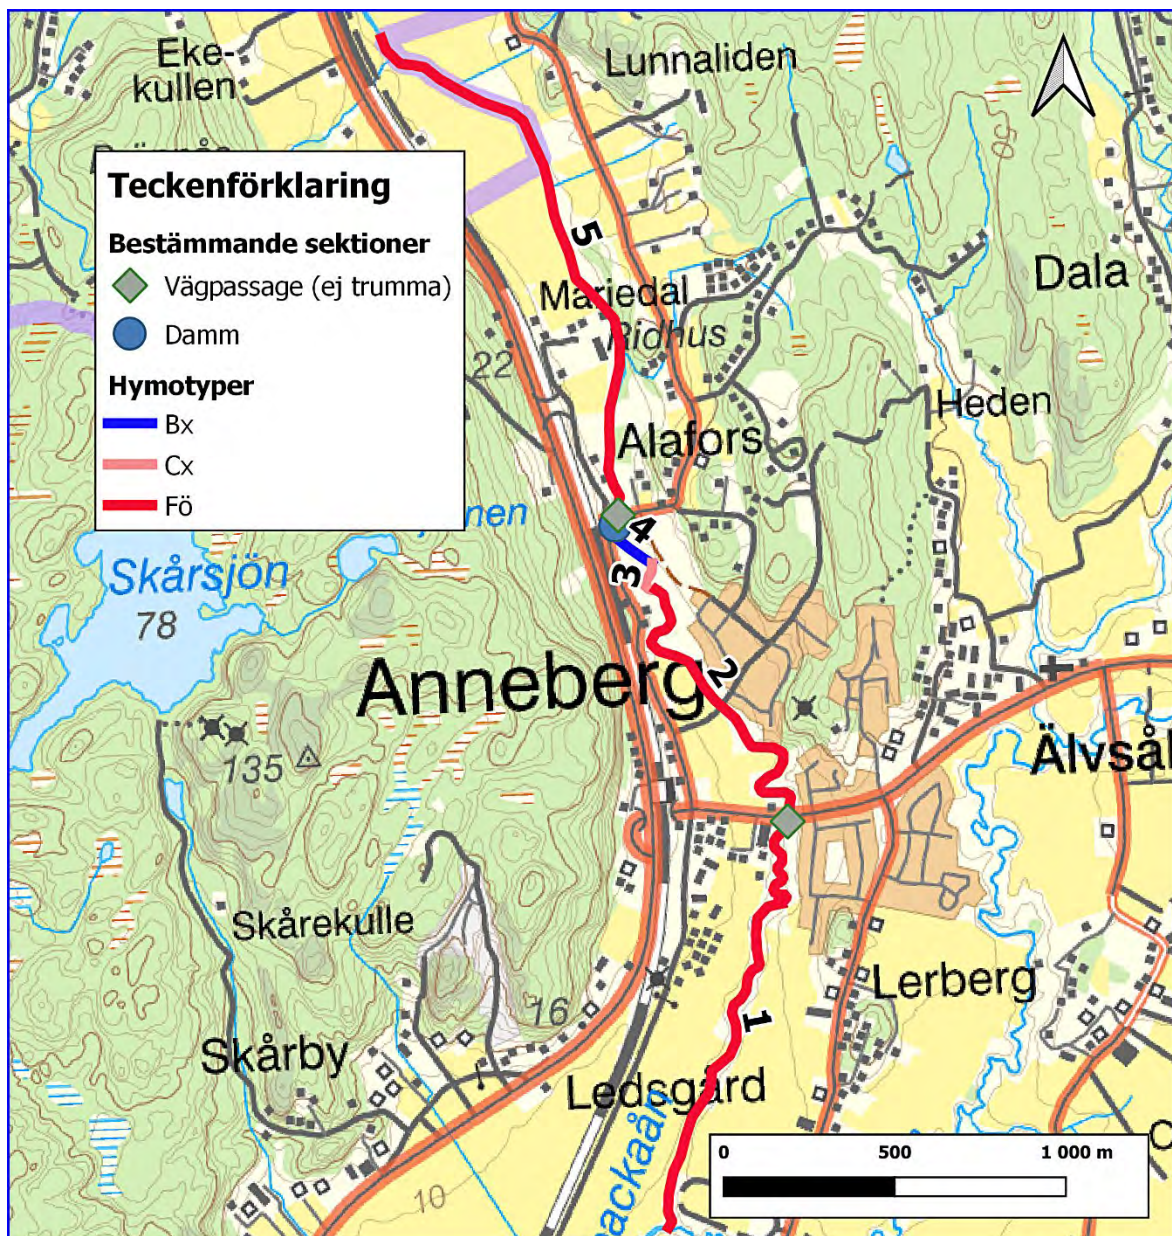 Eke-
kullen
Lunnaliden
Teckenförklaring
Bestämmande sektioner
Vägpassage (ej trumma)
Damm
Hymotyper
Bx
Cx
Fö
5
Mariedal
Ridhus
Dala
22
Heden
Alafors
nen
4
3
Skårsjön
78
Anneberg
2
135
Älvsål
Skårekulle
Lerberg
16
1
Skårby
Ledsgård
backaån
10
0 500 1 000 m